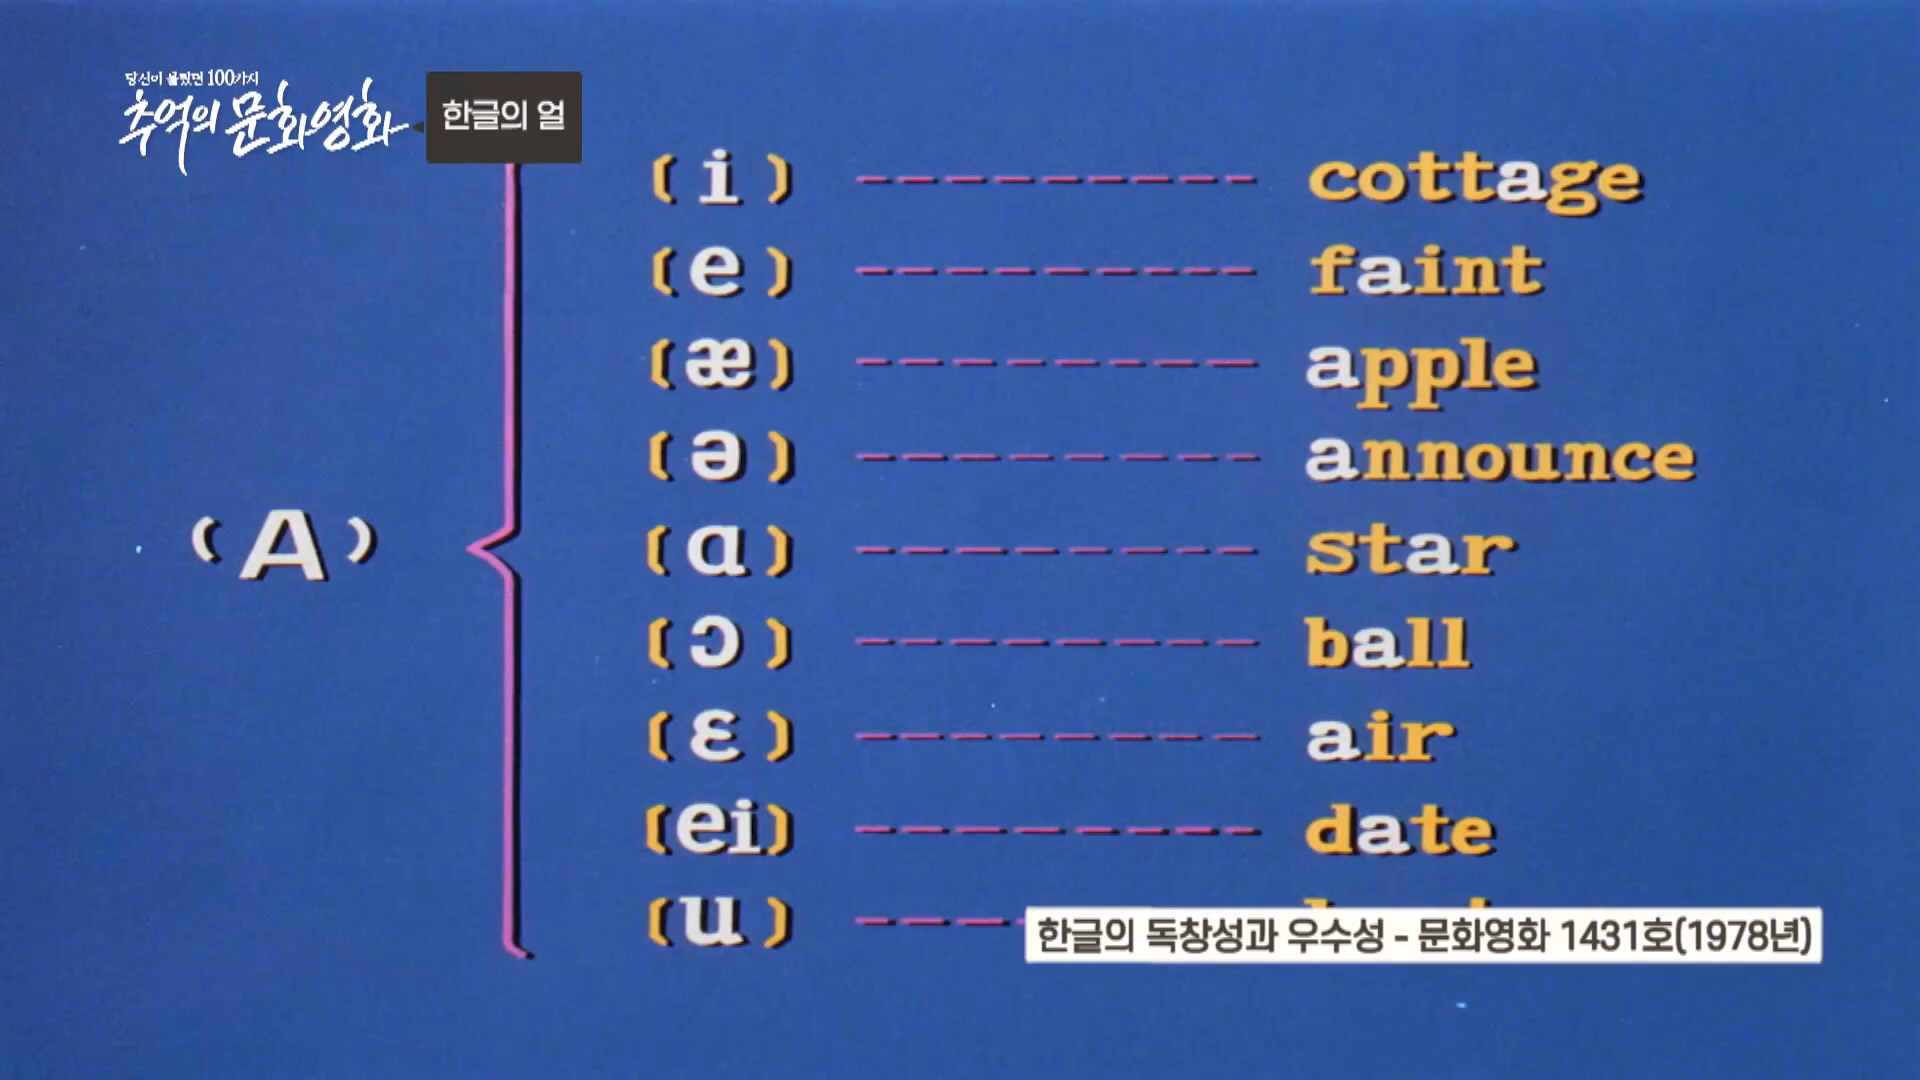 당신이 몰랐던 100가지
추억의 문화영화
한글의 얼
(i) cottage
(e) faint
(æ) apple
(ə) announce
(A)
(ɑ) star
(ɔ) ball
(ɛ) air
(ei) date
(u)
한글의 독창성과 우수성 - 문화영화 1431호(1978년)